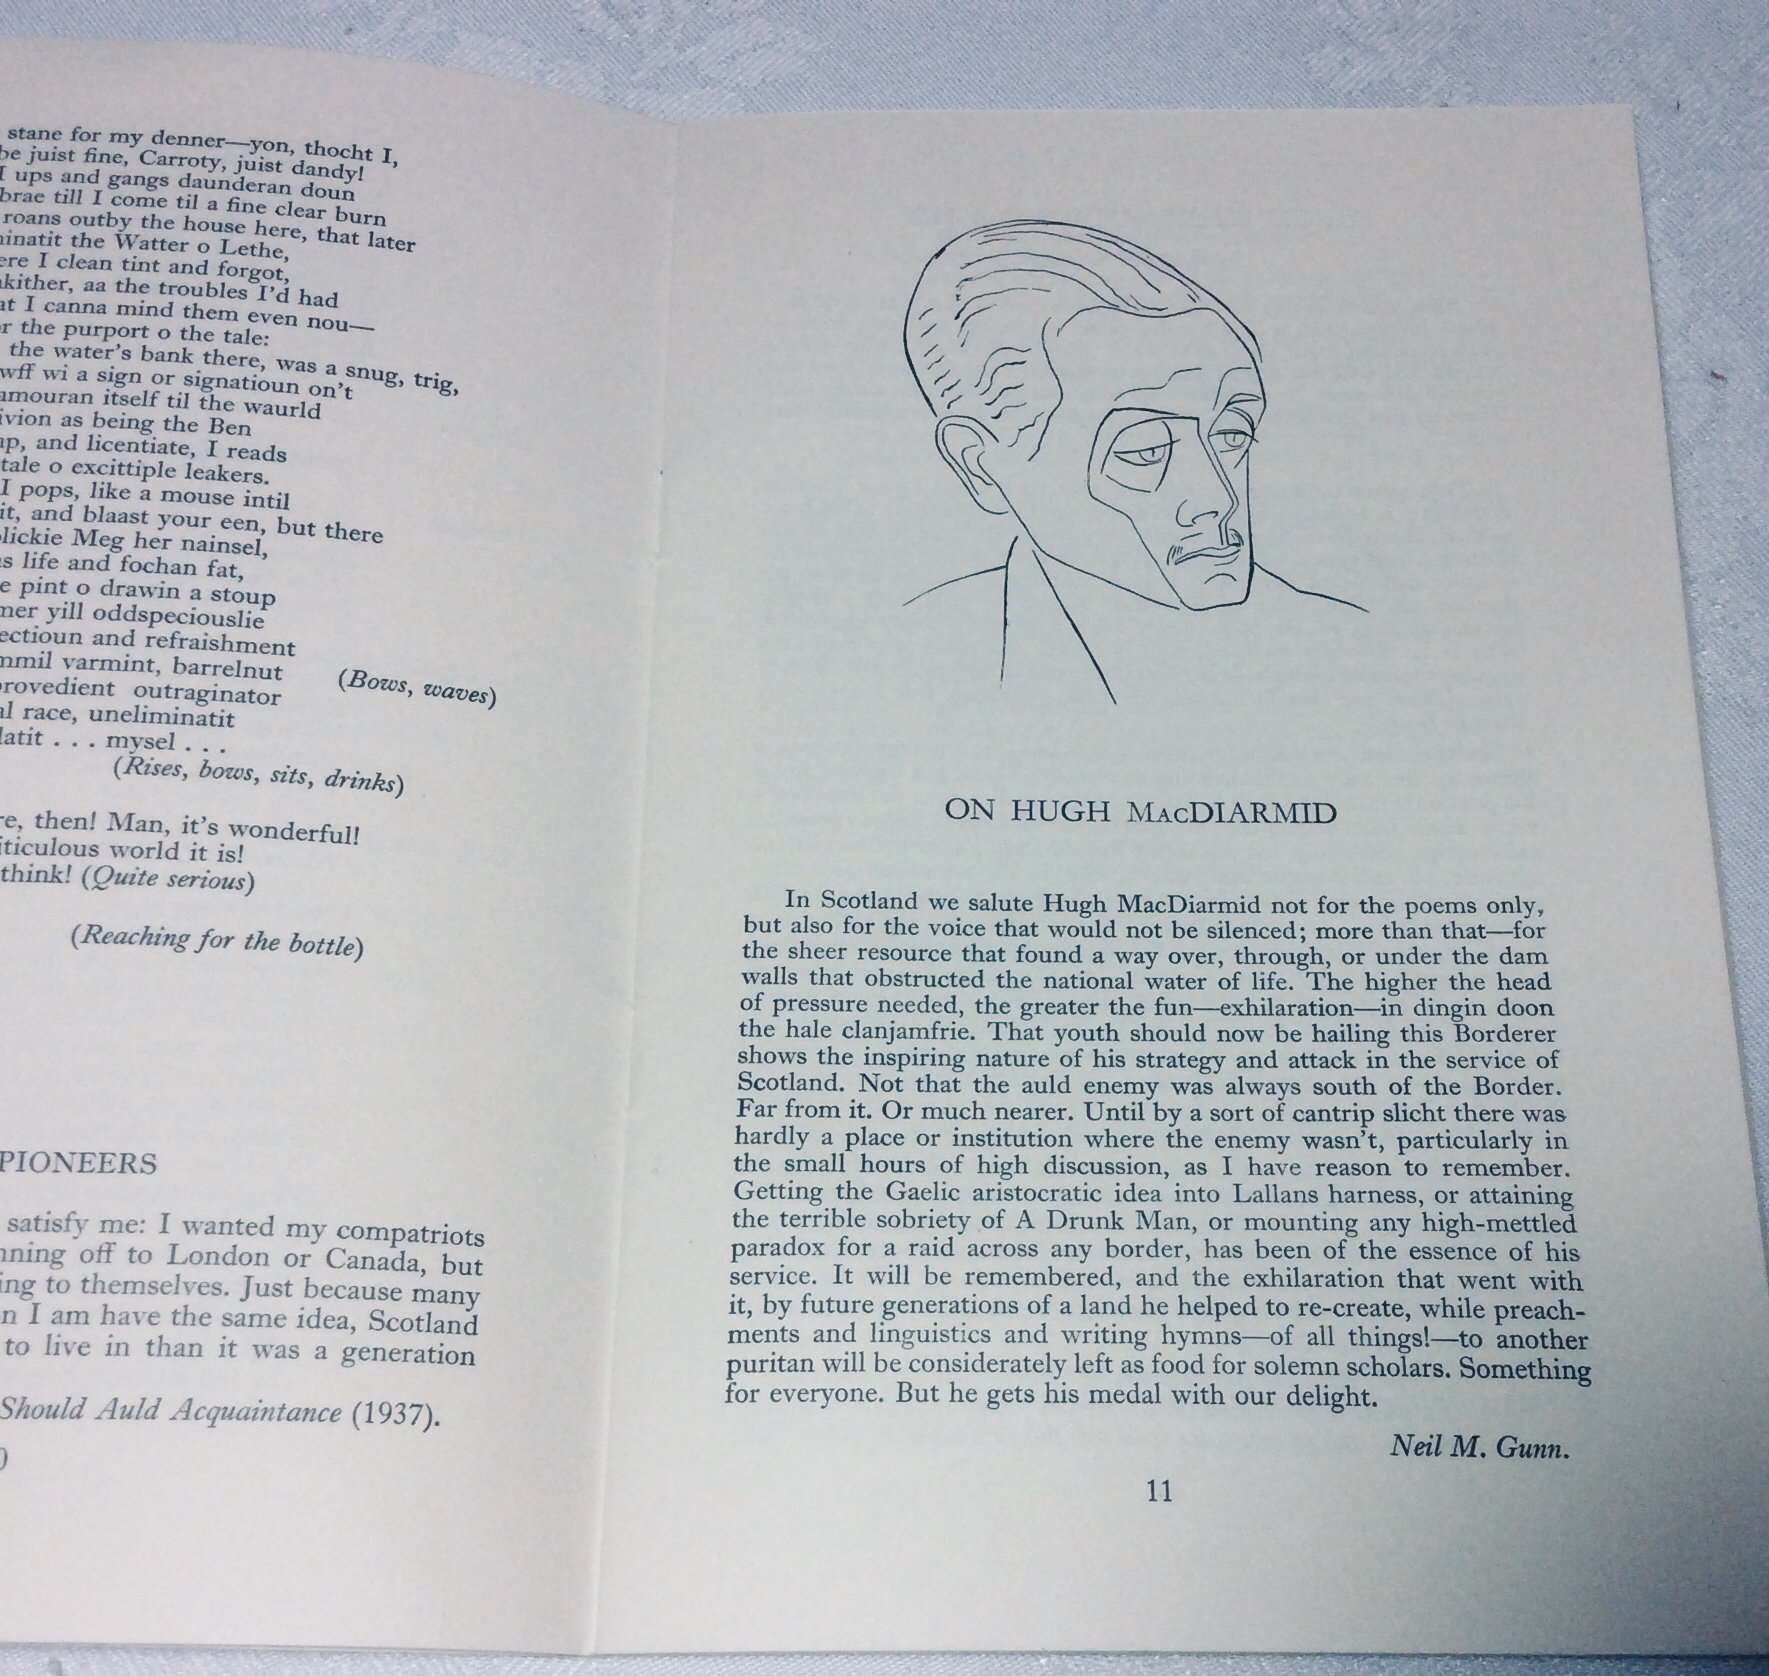 stane for my denner—yon, thocht I,
be juist fine, Carroty, juist dandy!
I ups and gangs daunderan doun
brae till I come til a fine clear burn
roans outby the house here, that later
the Watter o Lethe,
I clean tint and forgot,
aa the troubles I'd had
I canna mind them even nou—
the purport o the tale:
the water's bank there, was a snug, trig,
wi a sign or signatioun on't
itself til the waurld
as being the Ben
and licentiate, I reads
tale o excittiple leakers.
I pops, like a mouse intil
it, and blaast your een, but there
Meg her nainsel,
life and fochan fat,
pint o drawin a stoup
yill oddspeciouslie
and refraishment
varmint, barrelnut
(Bows, waves)
outraginator
race, uneliminatit
. . . mysel . . .
(Rises, bows, sits, drinks)
then! Man, it's wonderful!
world it is!
think! (Quite serious)
(Reaching for the bottle)
PIONEERS
satisfy me: I wanted my compatriots
off to London or Canada, but
to themselves. Just because many
I am have the same idea, Scotland
to live in than it was a generation
Should Auld Acquaintance (1937).
ON HUGH MacDIARMID
In Scotland we salute Hugh MacDiarmid not for the poems only,
but also for the voice that would not be silenced; more than that—for
the sheer resource that found a way over, through, or under the dam
walls that obstructed the national water of life. The higher the head
of pressure needed, the greater the fun—exhilaration—in dingin doon
the hale clanjamfrie. That youth should now be hailing this Borderer
shows the inspiring nature of his strategy and attack in the service of
Scotland. Not that the auld enemy was always south of the Border.
Far from it. Or much nearer. Until by a sort of cantrip slicht there was
hardly a place or institution where the enemy wasn't, particularly in
the small hours of high discussion, as I have reason to remember.
Getting the Gaelic aristocratic idea into Lallans harness, or attaining
the terrible sobriety of A Drunk Man, or mounting any high-mettled
paradox for a raid across any border, has been of the essence of his
service. It will be remembered, and the exhilaration that went with
it, by future generations of a land he helped to re-create, while preach-
ments and linguistics and writing hymns—of all things!—to another
puritan will be considerately left as food for solemn scholars. Something
for everyone. But he gets his medal with our delight.
Neil M. Gunn.
11